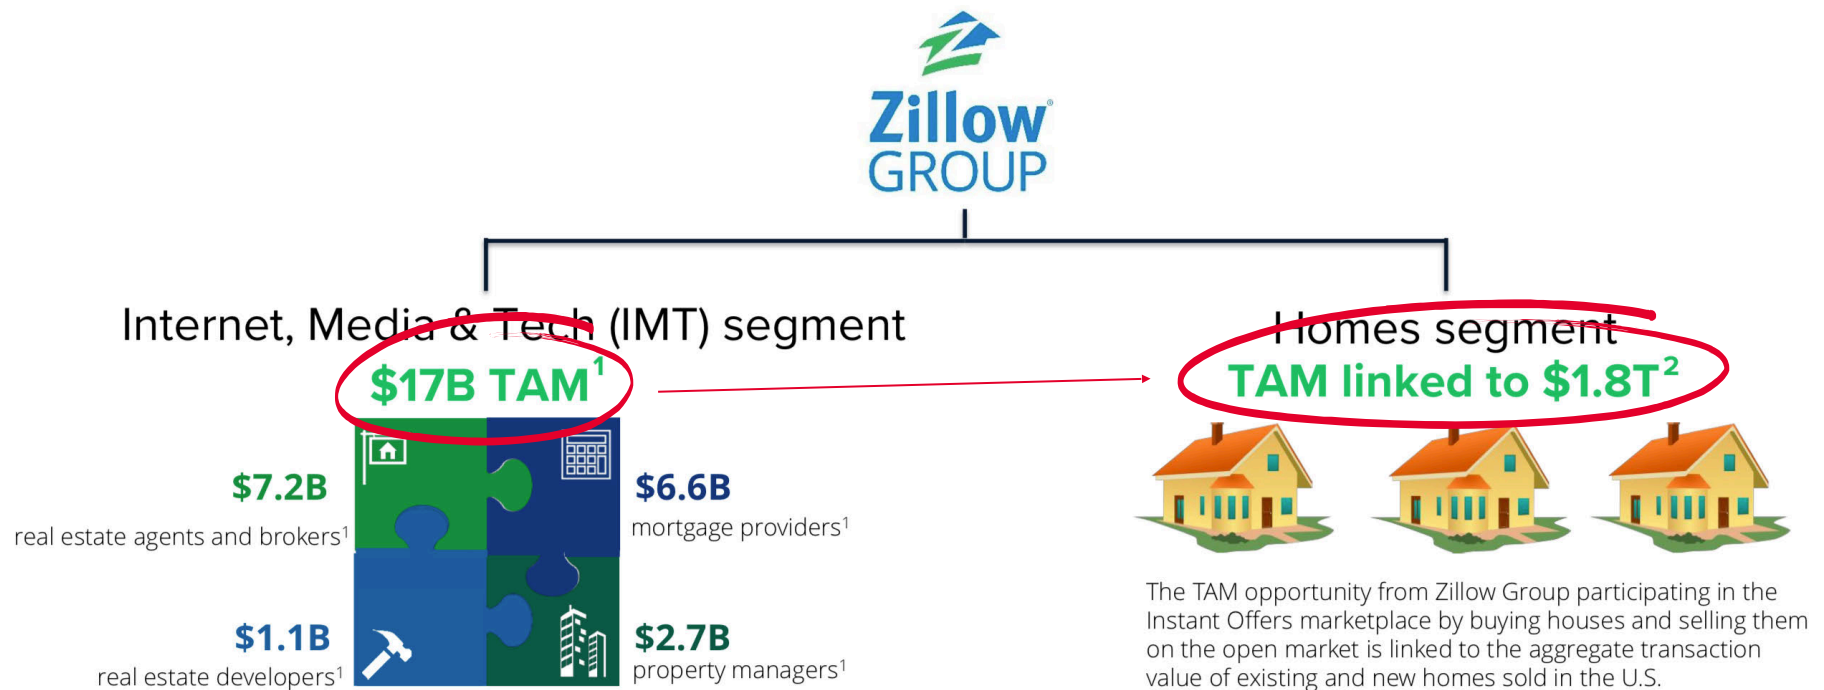 Zillow®
GROUP
Internet, Media & Tech (IMT) segment
$17B TAM¹
$7.2B
real estate agents and brokers¹
$6.6B
mortgage providers¹
$1.1B
real estate developers¹
$2.7B
property managers¹
Homes segment
TAM linked to $1.8T²
The TAM opportunity from Zillow Group participating in the
Instant Offers marketplace by buying houses and selling them
on the open market is linked to the aggregate transaction
value of existing and new homes sold in the U.S.